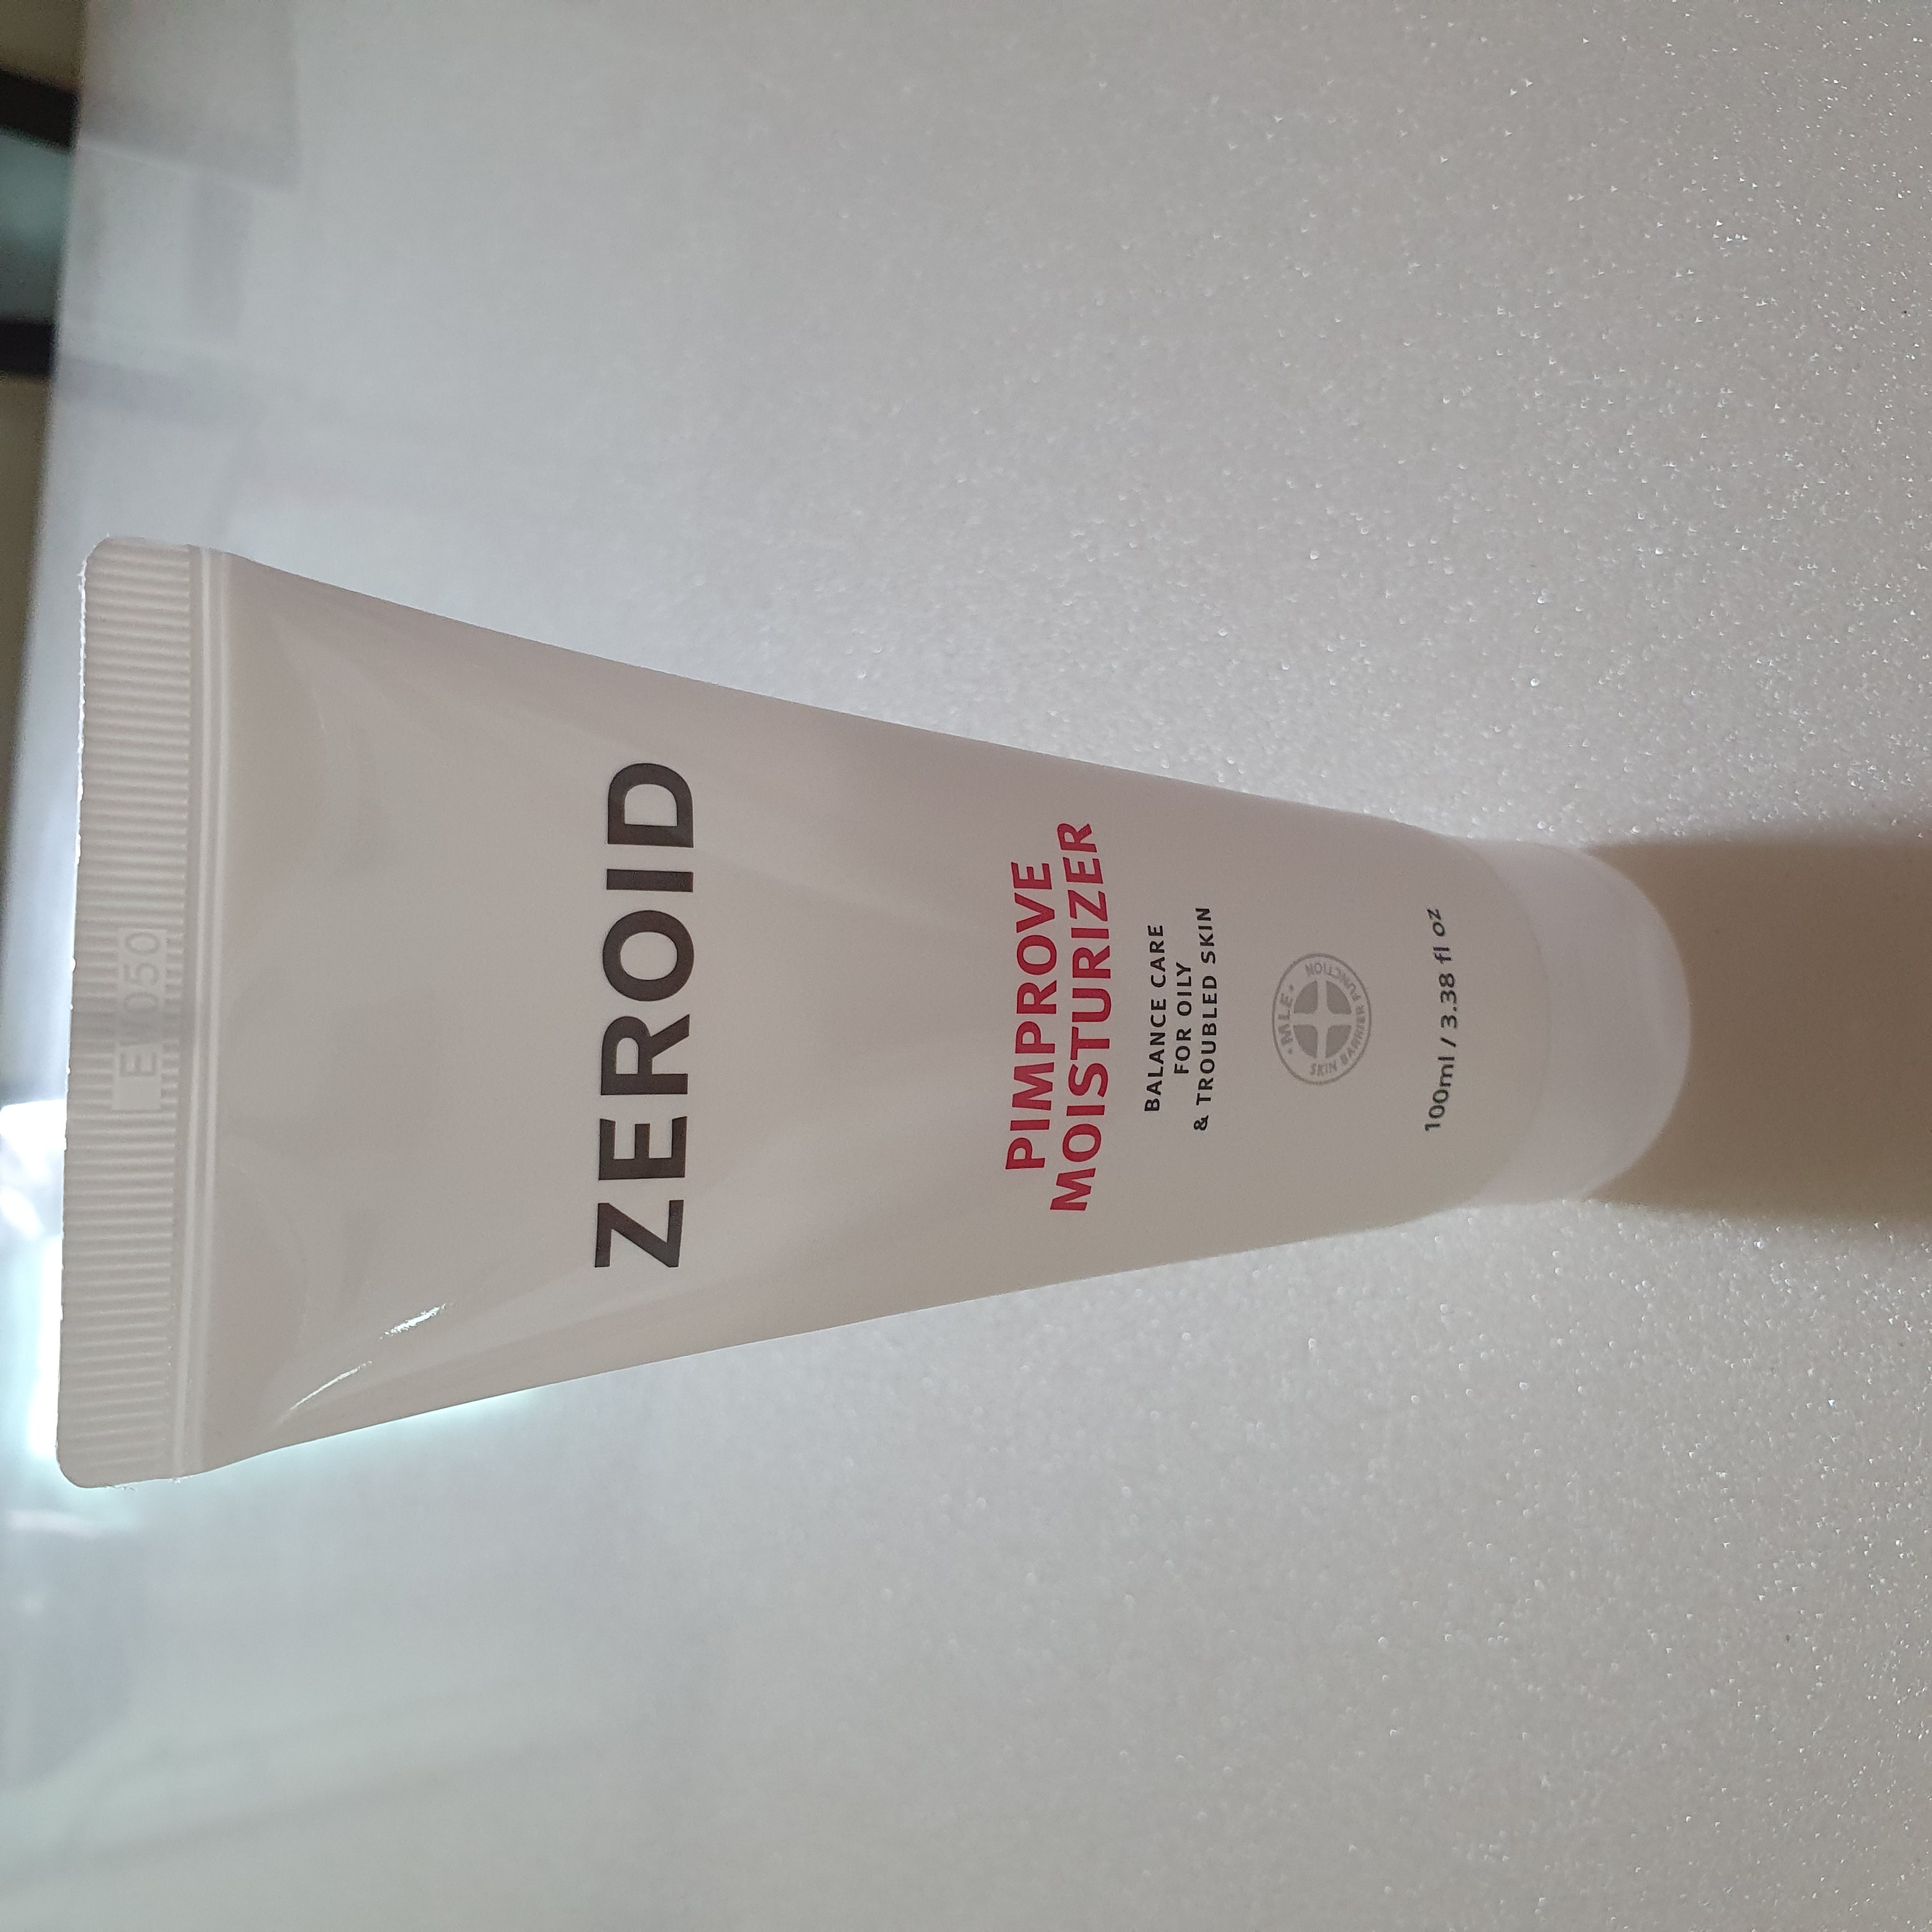 ZEROID
PIMPROVE
MOISTURIZER
BALANCE CARE
FOR OILY
& TROUBLED SKIN
• MLE •
SKIN BARRIER FUNCTION
100ml / 3.38 fl oz